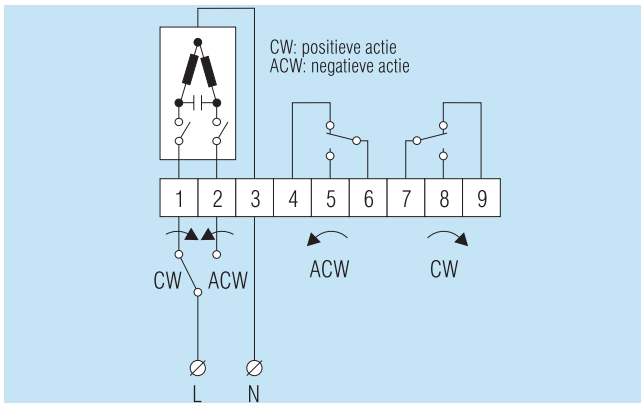 CW: positieve actie
ACW: negatieve actie
1 2 3 4 5 6 7 8 9
CW ACW ACW CW
L N